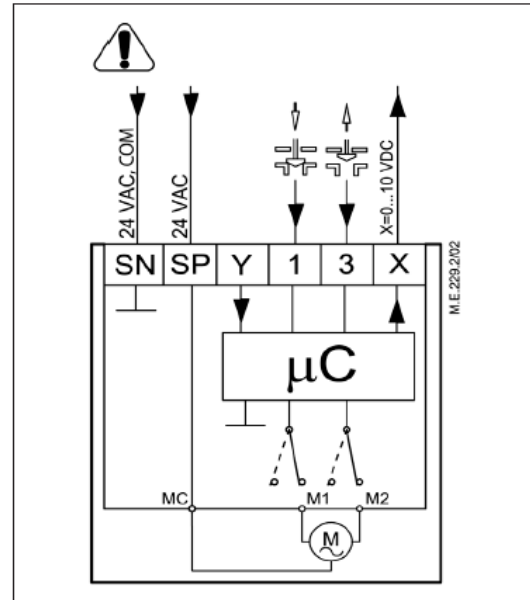 24 VAC, COM
24 VAC
X=0...10 VDC
SN SP Y 1 3 X
M.E.229.2/02
µC
MC M1 M2
M